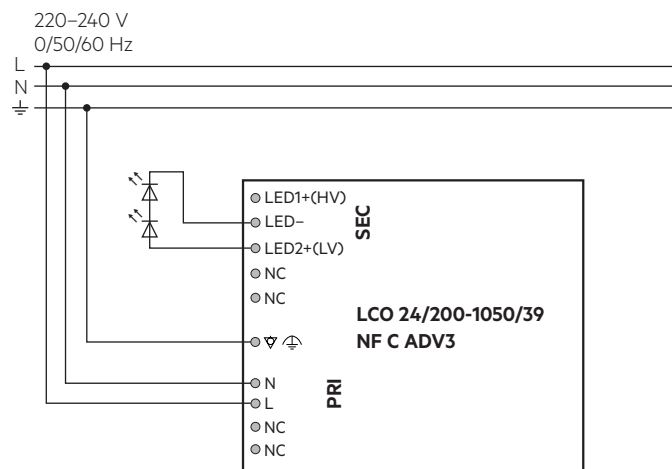 220–240 V
0/50/60 Hz
L
N
LED1+(HV)
LED–
LED2+(LV)
NC
NC
SEC
LCO 24/200-1050/39
NF C ADV3
N
L
PRI
NC
NC